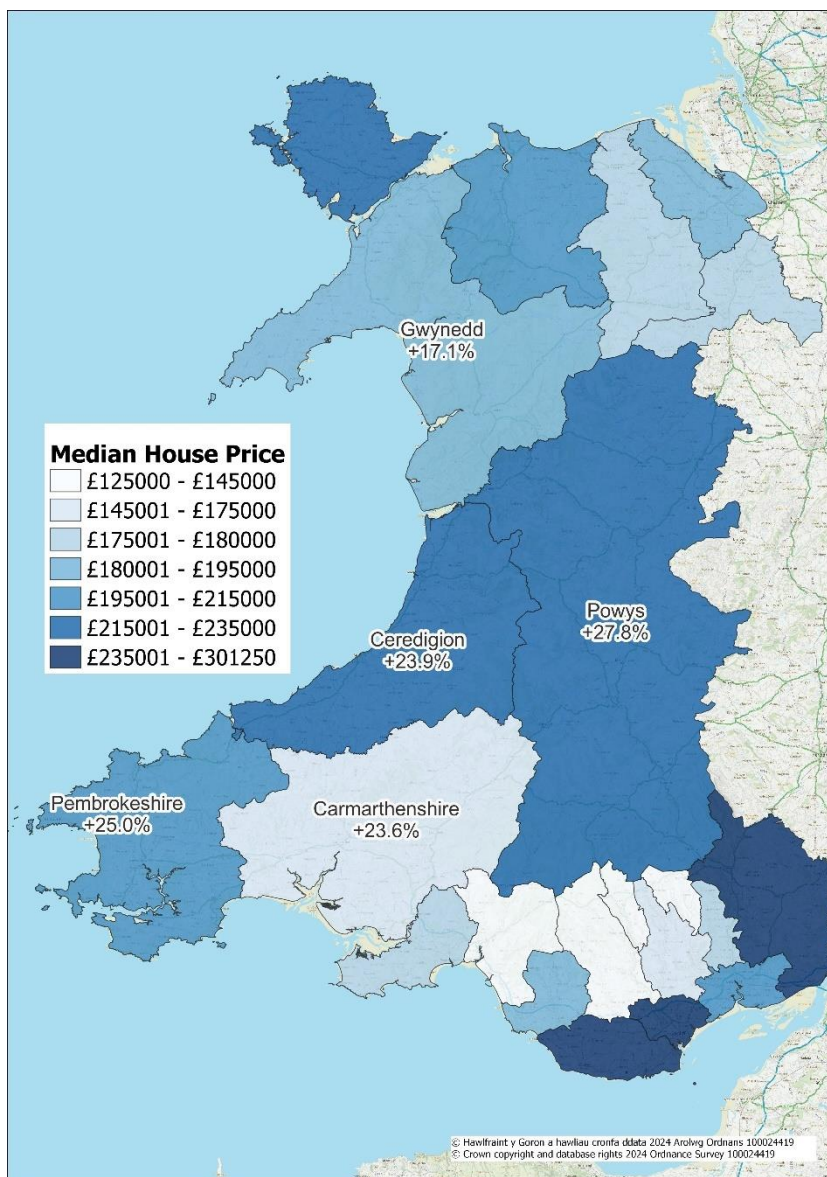 Gwynedd
+17.1%
Median House Price
£125000 - £145000
£145001 - £175000
£175001 - £180000
£180001 - £195000
£195001 - £215000
£215001 - £235000
£235001 - £301250
Powys
+27.8%
Ceredigion
+23.9%
Pembrokeshire
+25.0%
Carmarthenshire
+23.6%
© Hawlfraint y Goron a hawliau cronfa ddata 2024 Arolwg Ordnans 100024419
© Crown copyright and database rights 2024 Ordnance Survey 100024419